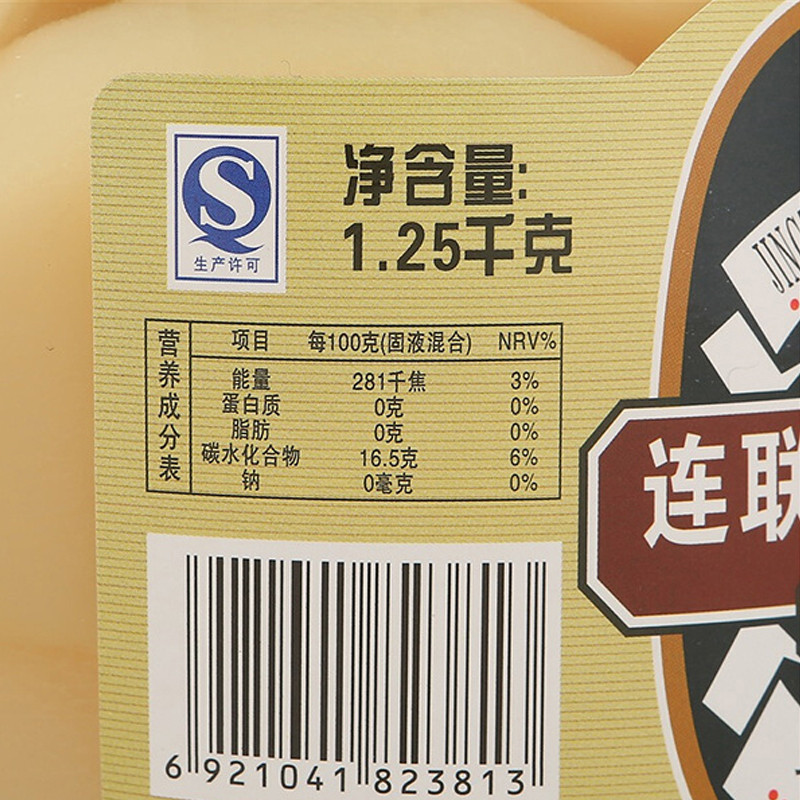 S
生产许可
净含量:
1.25千克
营养成分表
项目 每100克(固液混合) NRV%
能量 281千焦 3%
蛋白质 0克 0%
脂肪 0克 0%
碳水化合物 16.5克 6%
钠 0毫克 0%
6 921041 823813
JING
连联